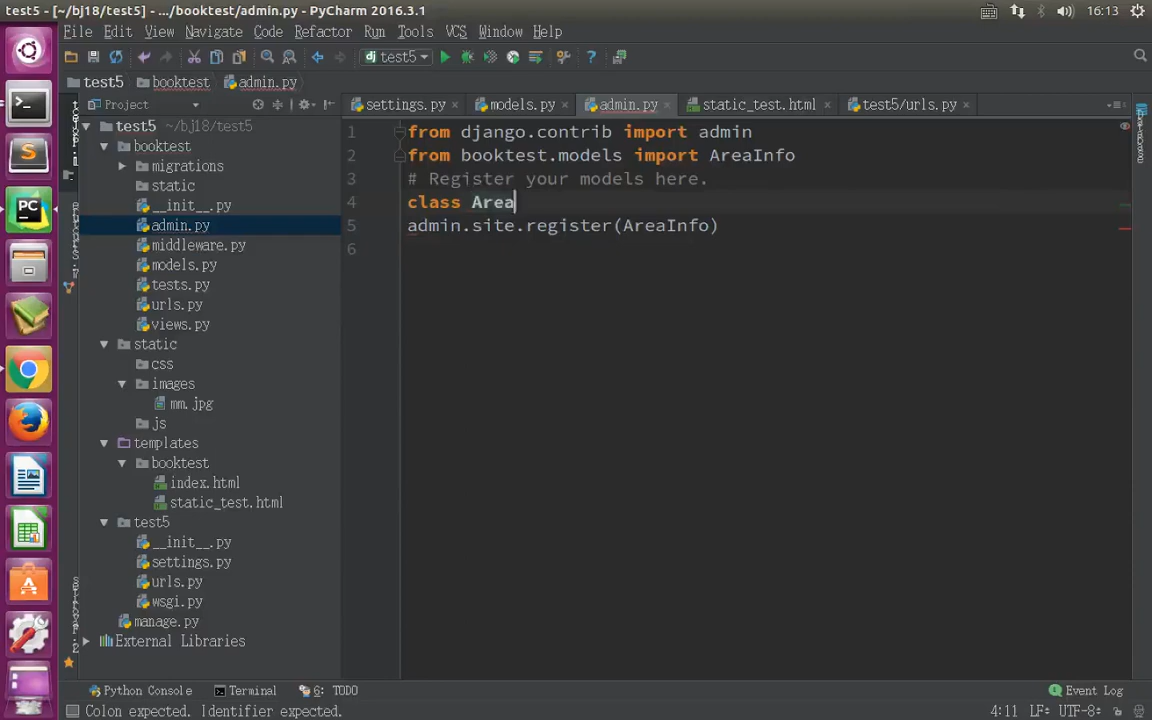 test5 - [~/bj18/test5] - .../booktest/admin.py - PyCharm 2016.3.1
16:13
File Edit View Navigate Code Refactor Run Tools VCS Window Help
dj test5
test5 booktest admin.py
Project
settings.py × models.py × admin.py × static_test.html × test5/urls.py ×
test5 ~/bj18/test5
booktest
migrations
static
__init__.py
admin.py
middleware.py
models.py
tests.py
urls.py
views.py
static
css
images
mm.jpg
js
templates
booktest
index.html
static_test.html
test5
__init__.py
settings.py
urls.py
wsgi.py
manage.py
External Libraries
1 from django.contrib import admin
2 from booktest.models import AreaInfo
3 # Register your models here.
4 class Area
5 admin.site.register(AreaInfo)
6
PC
Python Console Terminal 6: TODO Event Log
Colon expected. Identifier expected. 4:11 LF÷ UTF-8÷